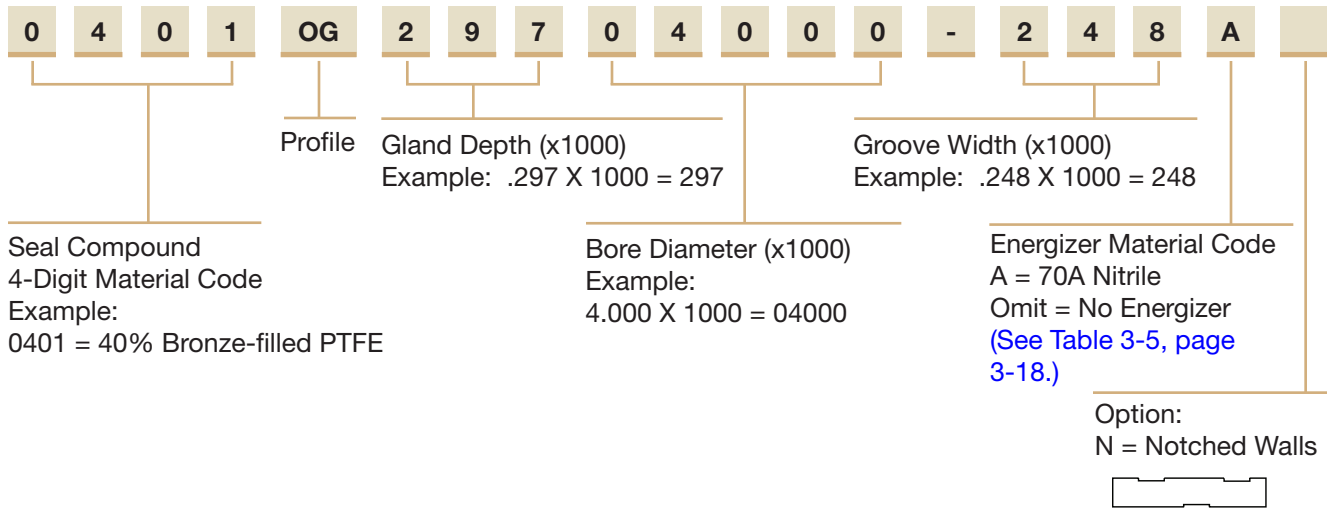 0 4 0 1 OG 2 9 7 0 4 0 0 0 - 2 4 8 A
Profile
Gland Depth (x1000)
Example: .297 X 1000 = 297
Groove Width (x1000)
Example: .248 X 1000 = 248
Seal Compound
4-Digit Material Code
Example:
0401 = 40% Bronze-filled PTFE
Bore Diameter (x1000)
Example:
4.000 X 1000 = 04000
Energizer Material Code
A = 70A Nitrile
Omit = No Energizer
(See Table 3-5, page
3-18.)
Option:
N = Notched Walls